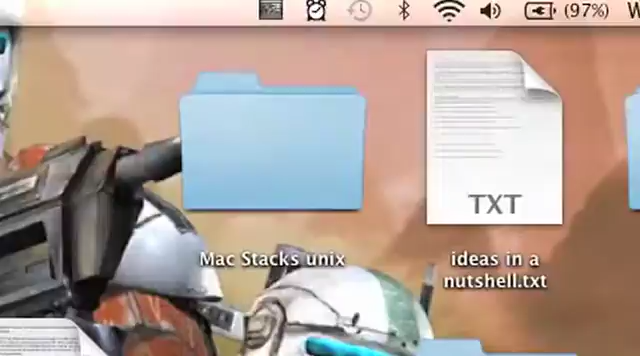 (97%)
TXT
Mac Stacks unix
ideas in a
nutshell.txt